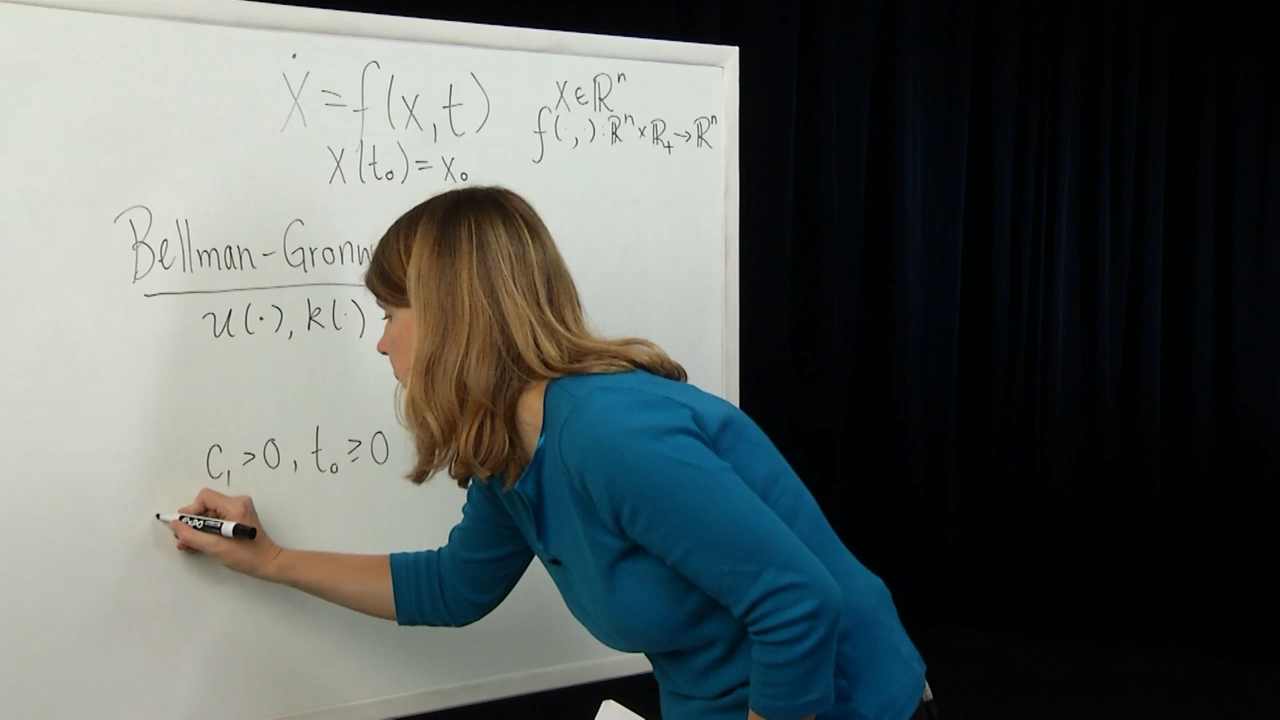 ẋ = f(x,t)
x ∈ ℝⁿ
f(·,·): ℝⁿ × ℝ₊ → ℝⁿ
x(t₀) = x₀
Bellman-Gronw
u(·), k(·)
c₁ >0, t₀ ≥ 0